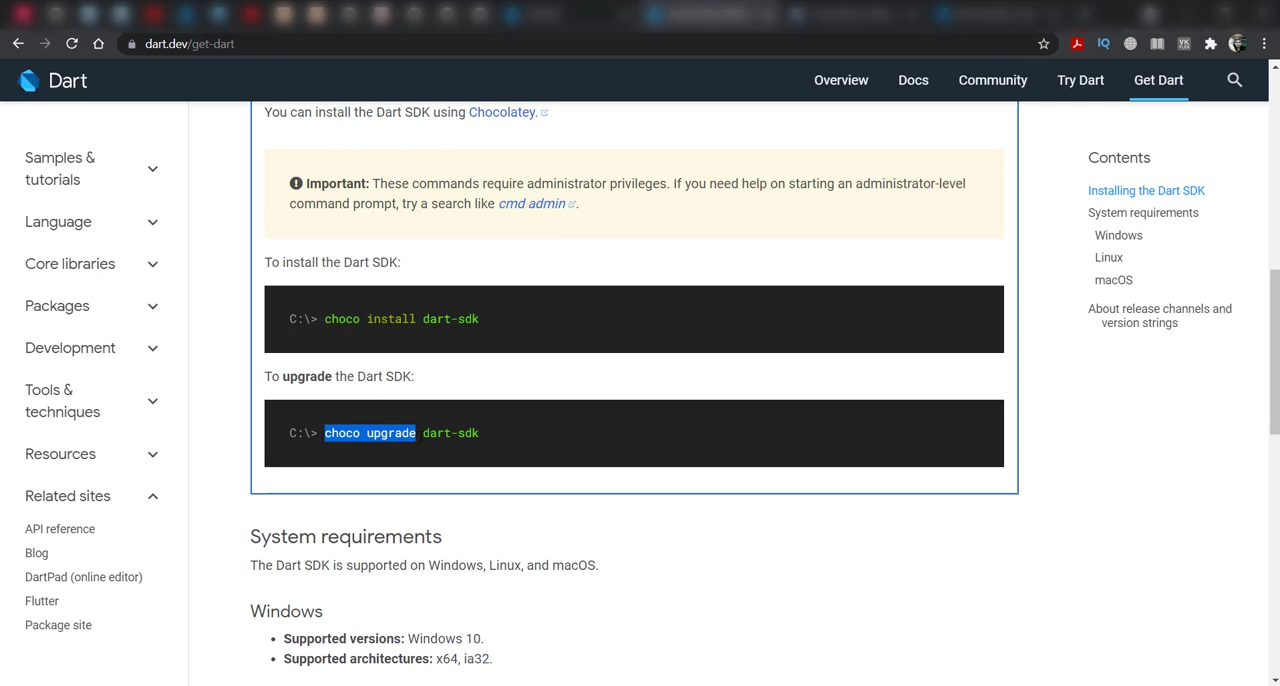 dart.dev/get-dart
Dart
Overview
Docs
Community
Try Dart
Get Dart
Samples &
tutorials
Language
Core libraries
Packages
Development
Tools &
techniques
Resources
Related sites
API reference
Blog
DartPad (online editor)
Flutter
Package site
You can install the Dart SDK using Chocolatey.
Important: These commands require administrator privileges. If you need help on starting an administrator-level
command prompt, try a search like cmd admin.
To install the Dart SDK:
C:\> choco install dart-sdk
To upgrade the Dart SDK:
C:\> choco upgrade dart-sdk
System requirements
The Dart SDK is supported on Windows, Linux, and macOS.
Windows
• Supported versions: Windows 10.
• Supported architectures: x64, ia32.
Contents
Installing the Dart SDK
System requirements
Windows
Linux
macOS
About release channels and
version strings